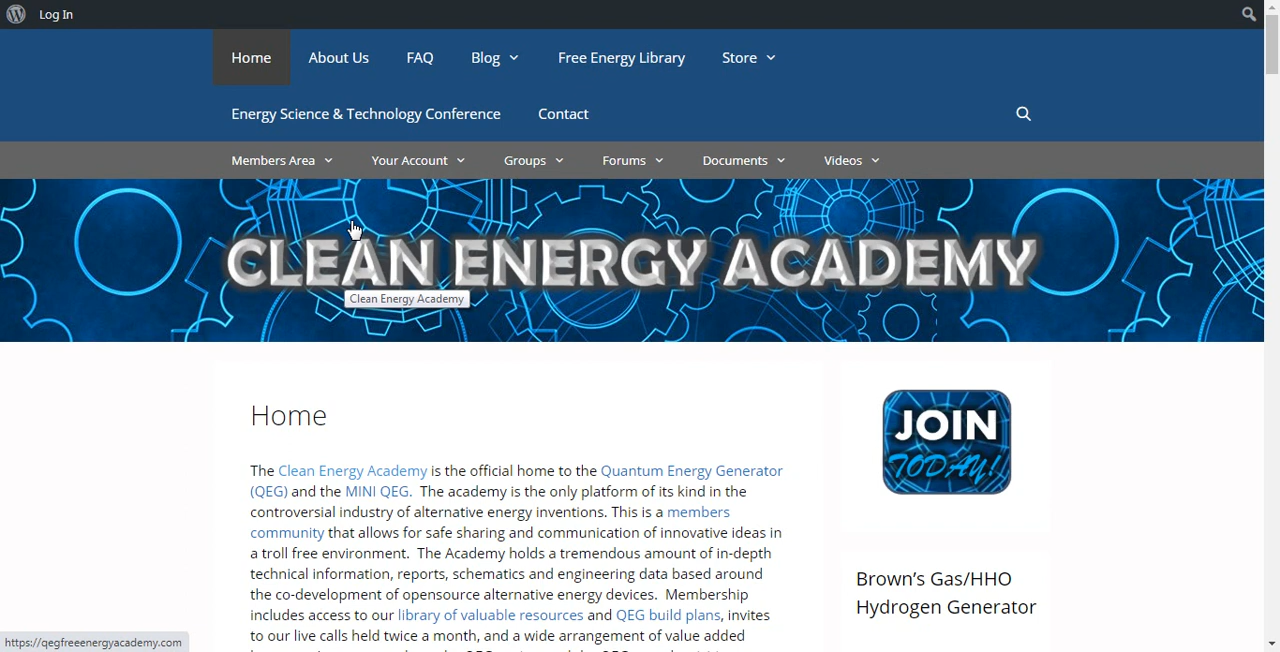 Log In
Home
About Us
FAQ
Blog
Free Energy Library
Store
Energy Science & Technology Conference
Contact
Members Area
Your Account
Groups
Forums
Documents
Videos
CLEAN ENERGY ACADEMY
Clean Energy Academy
Home
The Clean Energy Academy is the official home to the Quantum Energy Generator
(QEG) and the MINI QEG. The academy is the only platform of its kind in the
controversial industry of alternative energy inventions. This is a members
community that allows for safe sharing and communication of innovative ideas in
a troll free environment. The Academy holds a tremendous amount of in-depth
technical information, reports, schematics and engineering data based around
the co-development of opensource alternative energy devices. Membership
includes access to our library of valuable resources and QEG build plans, invites
to our live calls held twice a month, and a wide arrangement of value added
JOIN
TODAY!
Brown's Gas/HHO
Hydrogen Generator
https://qegfreeenergyacademy.com